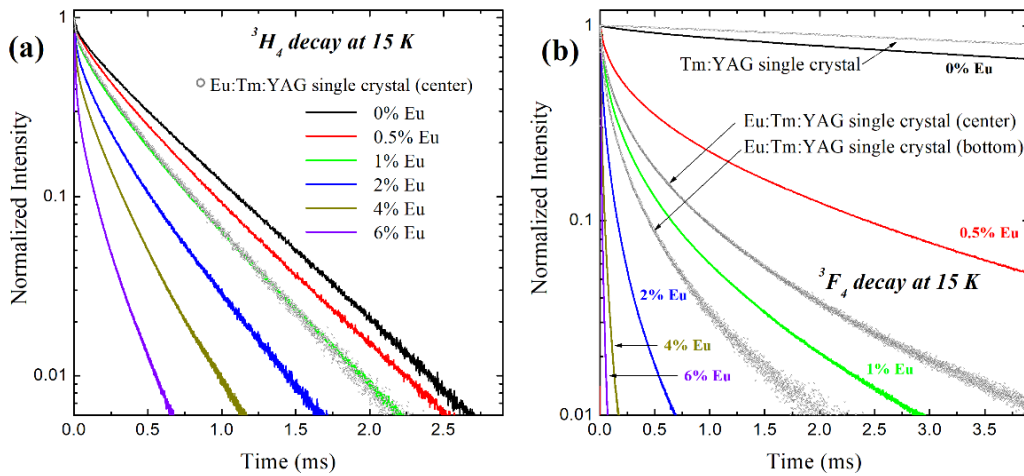 (a)
³H₄ decay at 15 K
Eu:Tm:YAG single crystal (center)
0% Eu
0.5% Eu
1% Eu
2% Eu
4% Eu
6% Eu
Normalized Intensity
1
0.1
0.01
0.0 0.5 1.0 1.5 2.0 2.5
Time (ms)
(b)
Tm:YAG single crystal
0% Eu
Eu:Tm:YAG single crystal (center)
Eu:Tm:YAG single crystal (bottom)
0.5% Eu
³F₄ decay at 15 K
2% Eu
4% Eu
6% Eu
1% Eu
Normalized Intensity
1
0.1
0.01
0.0 0.5 1.0 1.5 2.0 2.5 3.0 3.5
Time (ms)